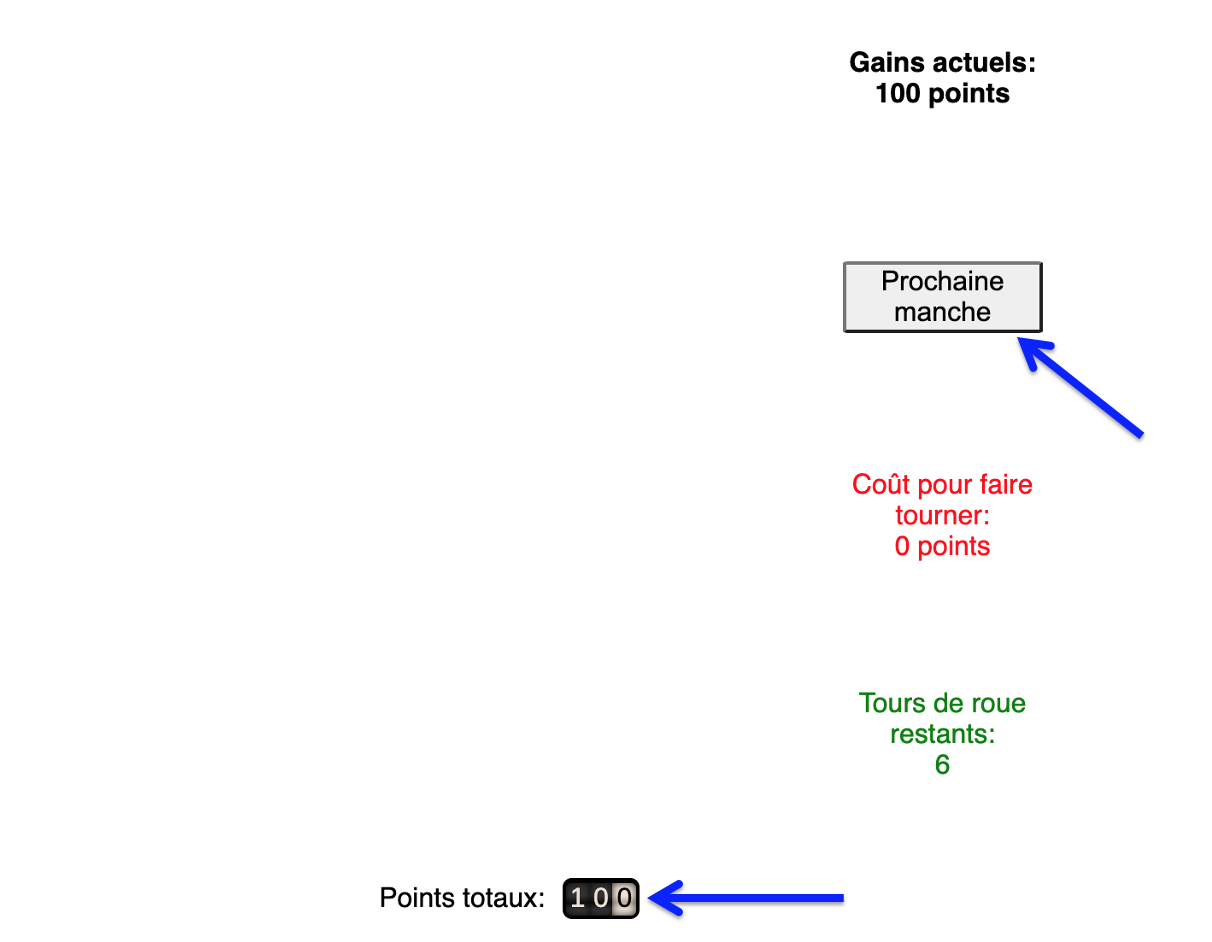 Gains actuels:
100 points
Prochaine
manche
Coût pour faire
tourner:
0 points
Tours de roue
restants:
6
Points totaux: 100